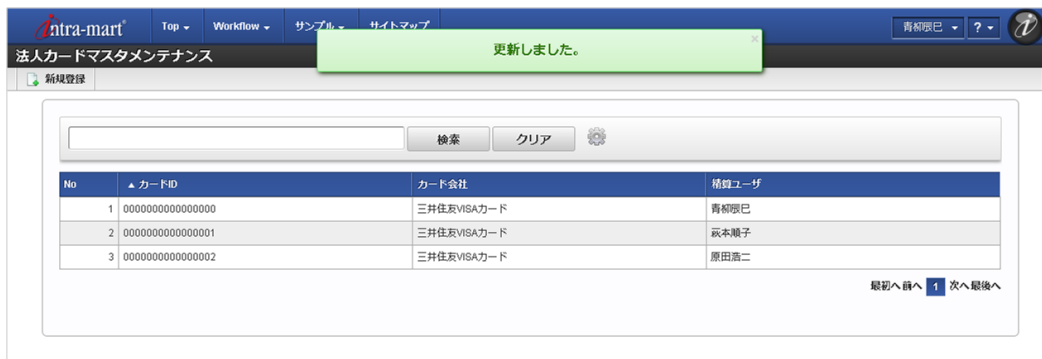 intra-mart® Top Workflow サンプル サイトマップ 青柳辰巳 ?
更新しました。 ×
法人カードマスタメンテナンス
新規登録
検索 クリア
No ▲ カードID カード会社 精算ユーザ
1 0000000000000000 三井住友VISAカード 青柳辰巳
2 0000000000000001 三井住友VISAカード 萩本順子
3 0000000000000002 三井住友VISAカード 原田浩二
最初へ 前へ 1 次へ 最後へ